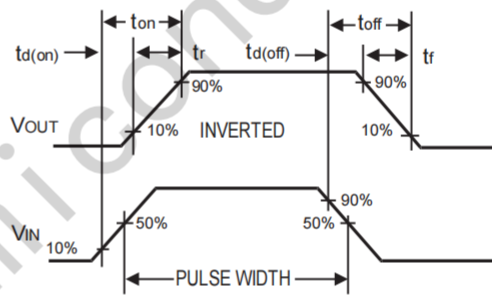 ton
toff
td(on)
tr
td(off)
tf
90%
90%
VOUT
10%
INVERTED
10%
90%
VIN
10%
50%
50%
PULSE WIDTH